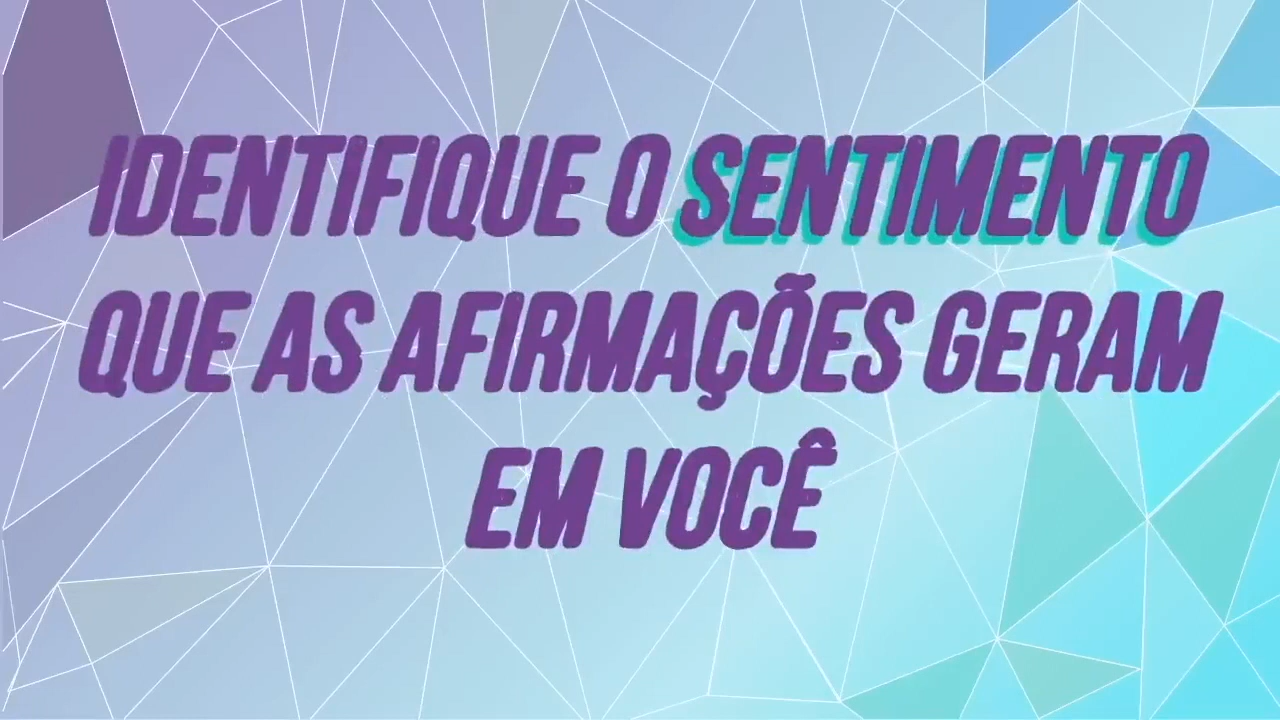 IDENTIFIQUE O SENTIMENTO
QUE AS AFIRMAÇÕES GERAM
EM VOCÊ